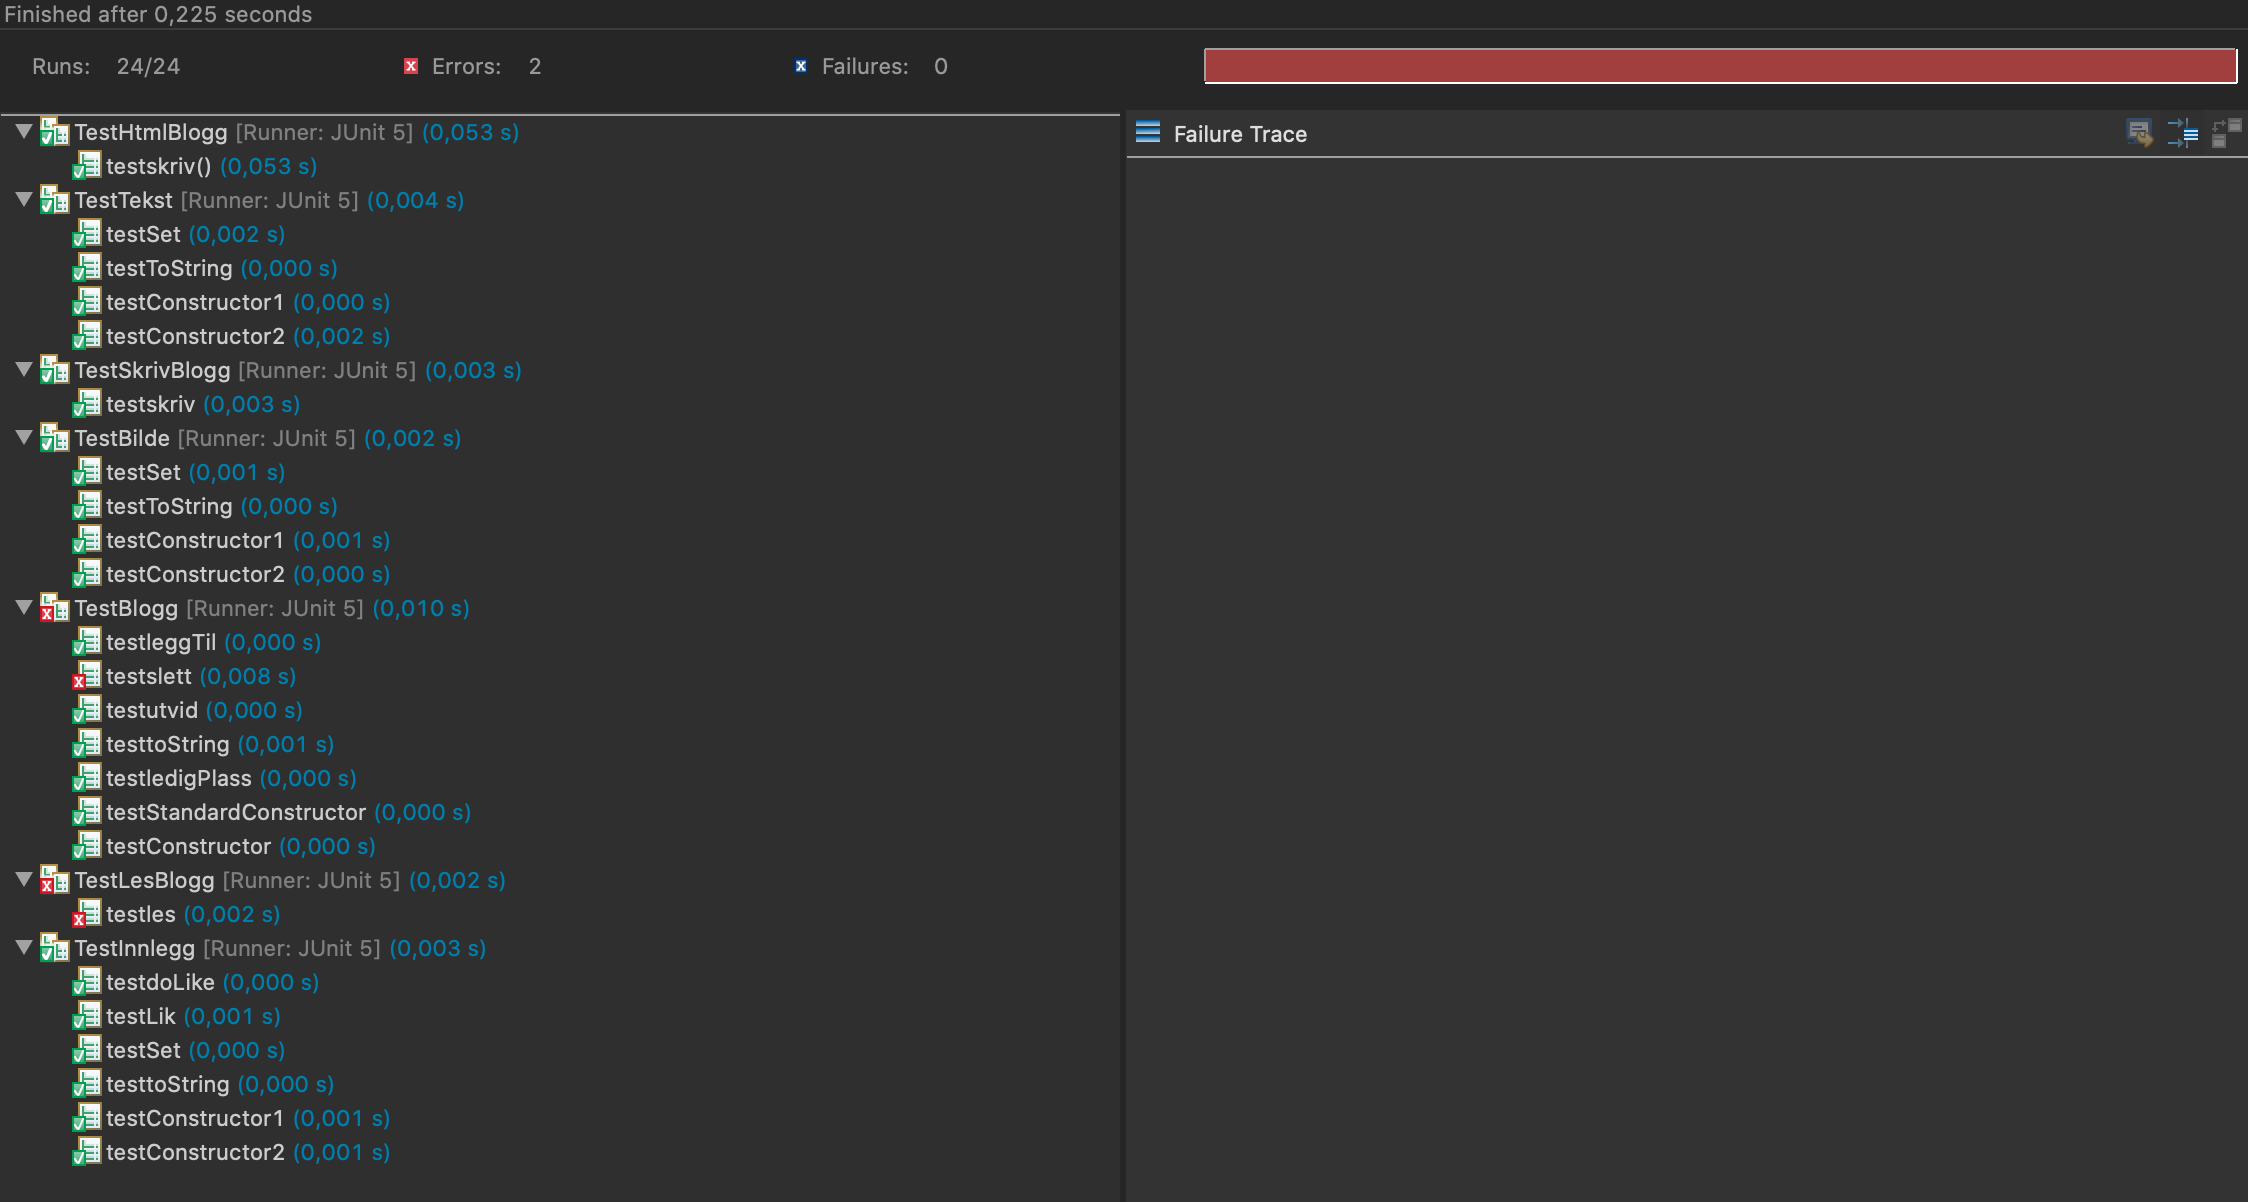 Finished after 0,225 seconds
Runs: 24/24 Errors: 2 Failures: 0
TestHtmlBlogg [Runner: JUnit 5] (0,053 s)
testskriv() (0,053 s)
TestTekst [Runner: JUnit 5] (0,004 s)
testSet (0,002 s)
testToString (0,000 s)
testConstructor1 (0,000 s)
testConstructor2 (0,002 s)
TestSkrivBlogg [Runner: JUnit 5] (0,003 s)
testskriv (0,003 s)
TestBilde [Runner: JUnit 5] (0,002 s)
testSet (0,001 s)
testToString (0,000 s)
testConstructor1 (0,001 s)
testConstructor2 (0,000 s)
TestBlogg [Runner: JUnit 5] (0,010 s)
testleggTil (0,000 s)
testslett (0,008 s)
testutvid (0,000 s)
testtoString (0,001 s)
testledigPlass (0,000 s)
testStandardConstructor (0,000 s)
testConstructor (0,000 s)
TestLesBlogg [Runner: JUnit 5] (0,002 s)
testles (0,002 s)
TestInnlegg [Runner: JUnit 5] (0,003 s)
testdoLike (0,000 s)
testLik (0,001 s)
testSet (0,000 s)
testtoString (0,000 s)
testConstructor1 (0,001 s)
testConstructor2 (0,001 s)
Failure Trace